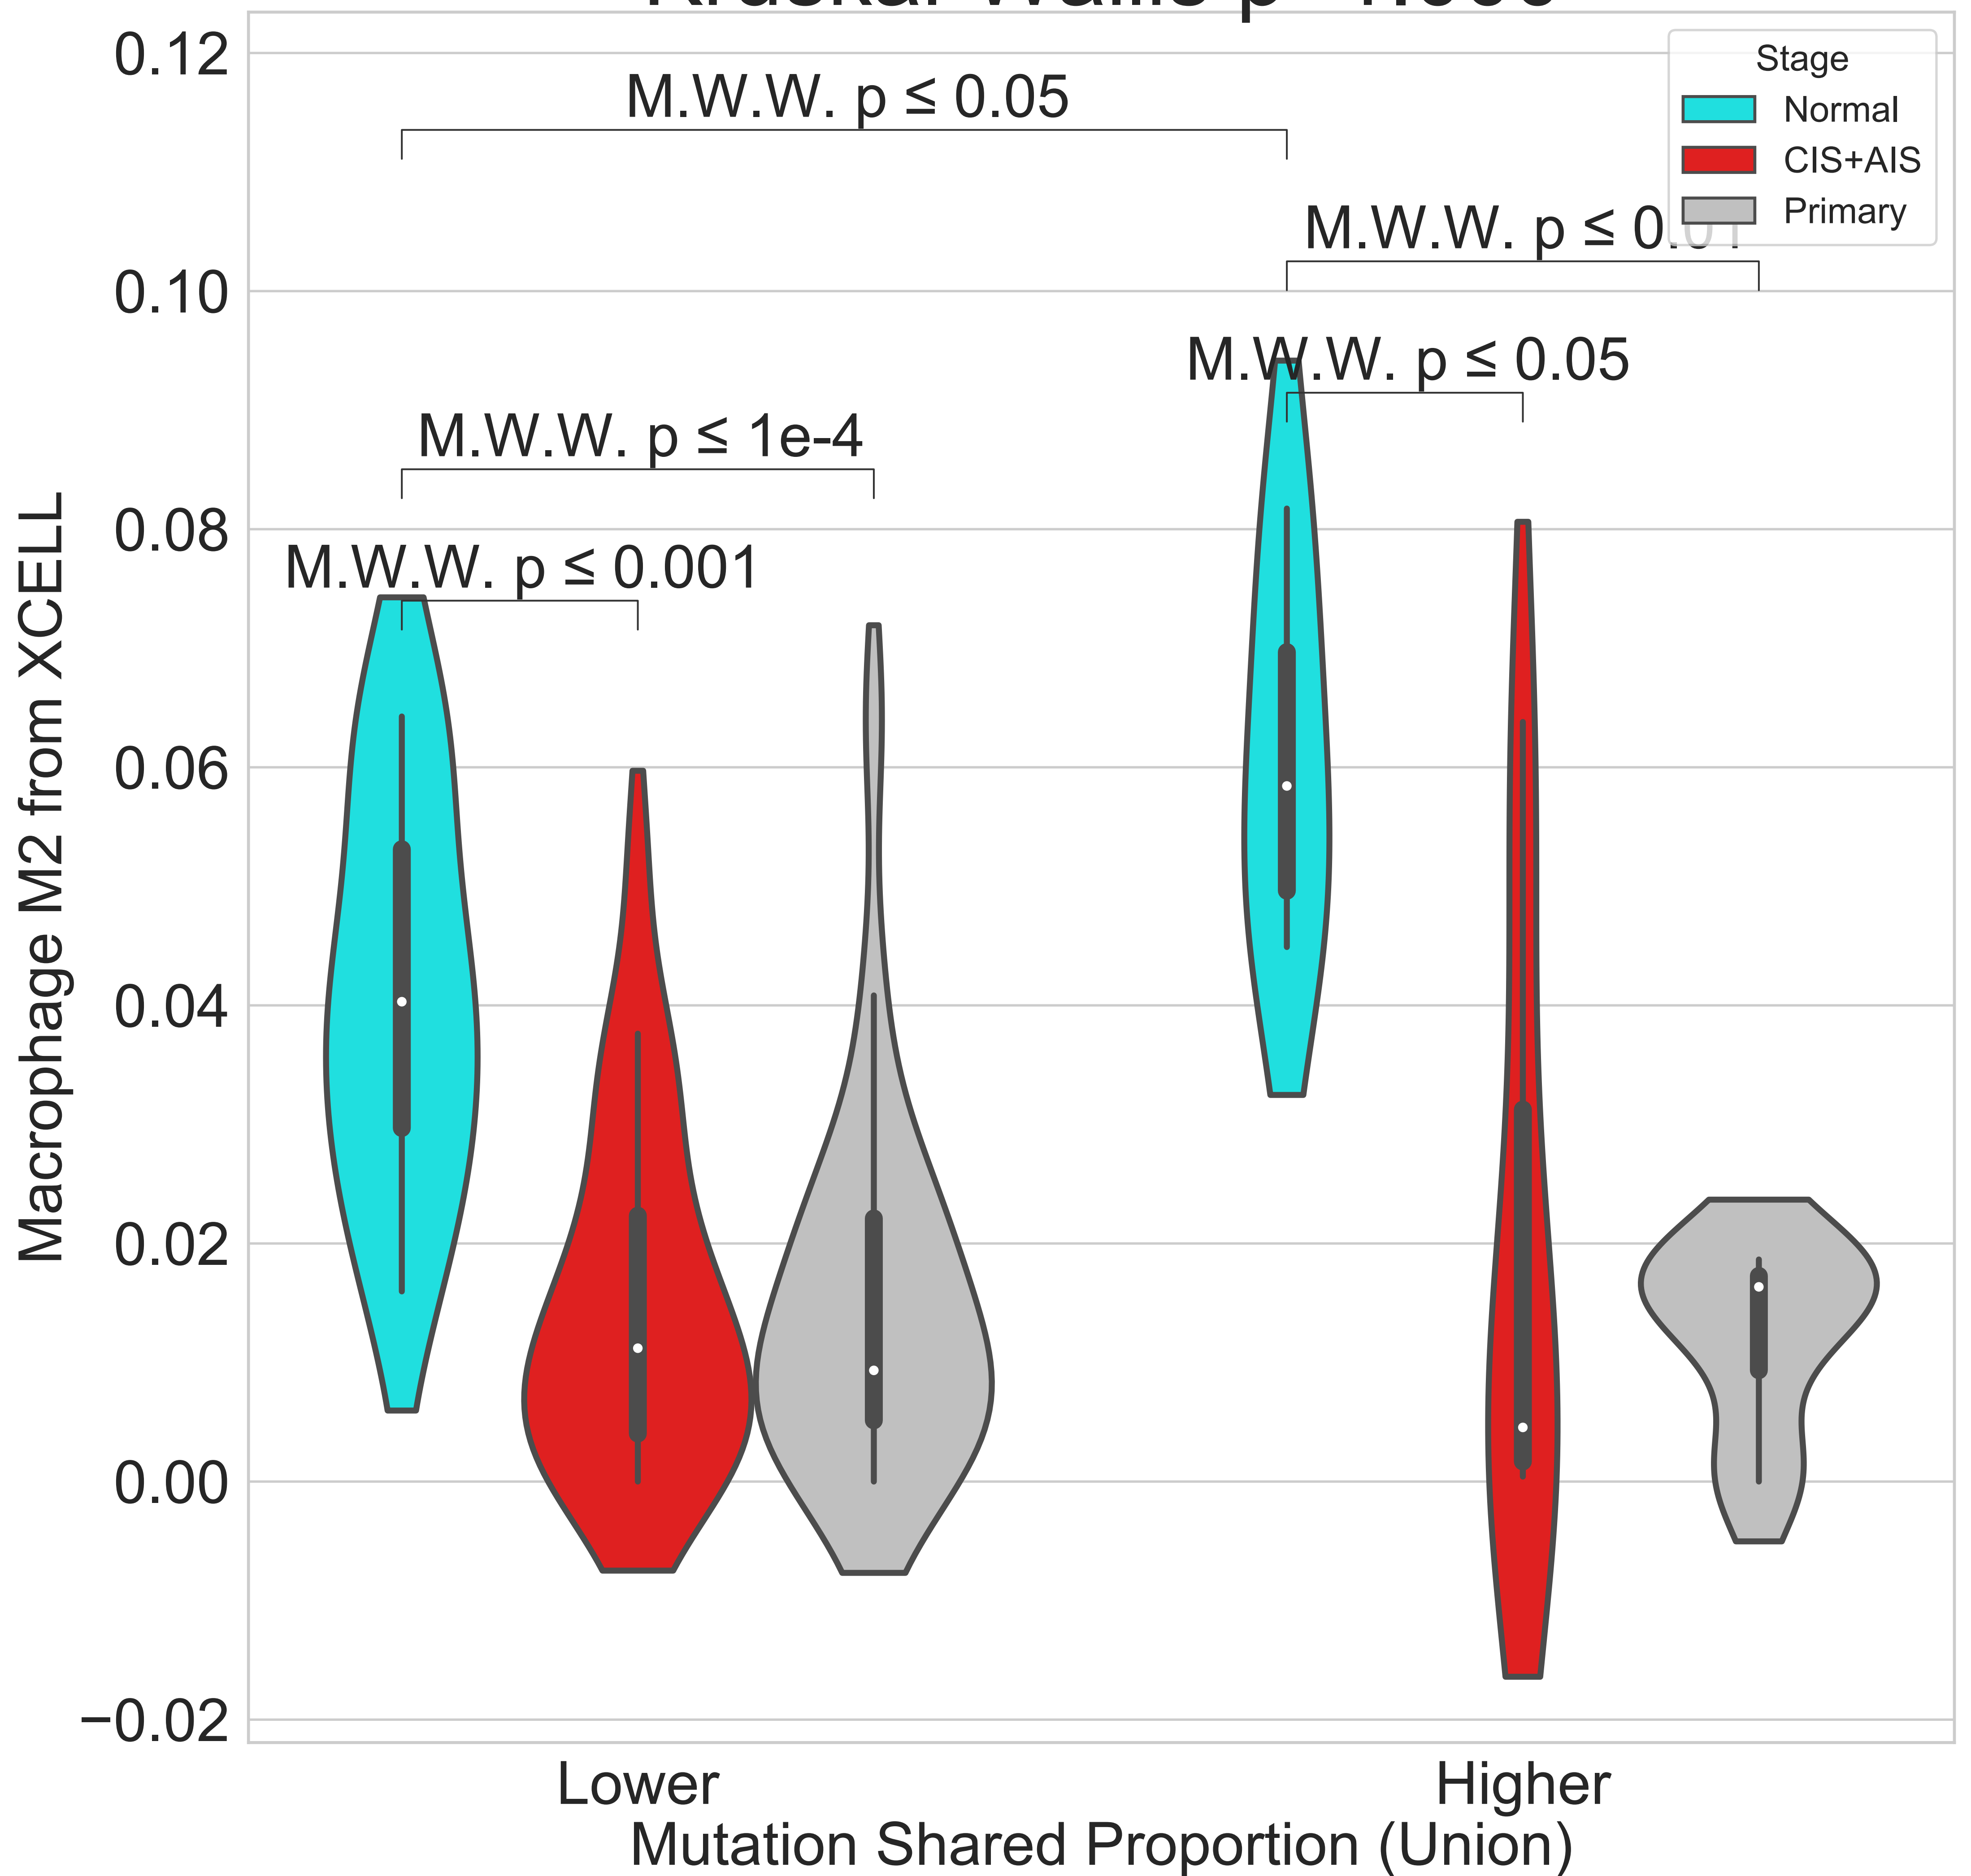 0.12
0.10
0.08
0.06
0.04
0.02
0.00
−0.02
Macrophage M2 from XCELL
M.W.W. p ≤ 0.05
M.W.W. p ≤ 0.01
M.W.W. p ≤ 0.05
M.W.W. p ≤ 1e-4
M.W.W. p ≤ 0.001
Stage
Normal
CIS+AIS
Primary
Lower
Higher
Mutation Shared Proportion (Union)